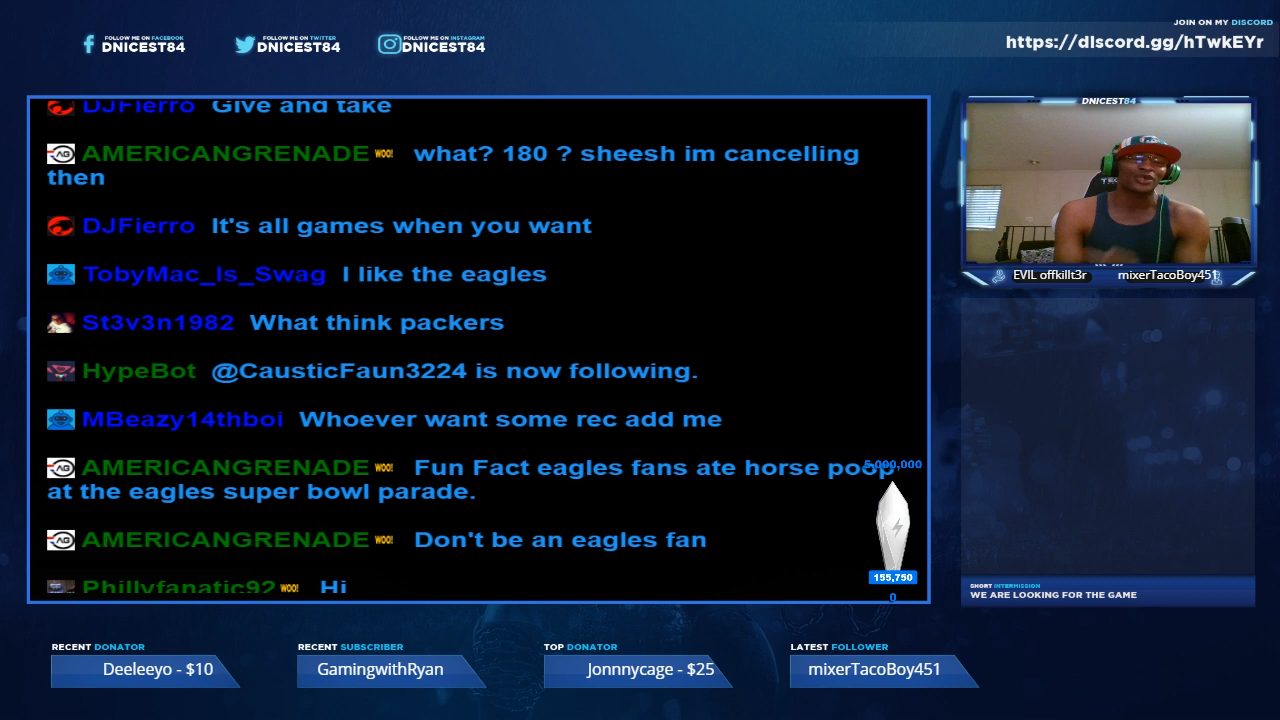 JOIN ON MY DISCORD
https://discord.gg/hTwkEYr
FOLLOW ME ON FACEBOOK
DNICEST84
FOLLOW ME ON TWITTER
DNICEST84
FOLLOW ME ON INSTAGRAM
DNICEST84
DJFierro Give and take
AMERICANGRENADE WOO! what? 180 ? sheesh im cancelling
then
DJFierro It's all games when you want
TobyMac_Is_Swag I like the eagles
St3v3n1982 What think packers
HypeBot @CausticFaun3224 is now following.
MBeazy14thboi Whoever want some rec add me
AMERICANGRENADE WOO! Fun Fact eagles fans ate horse poop
at the eagles super bowl parade.
AMERICANGRENADE WOO! Don't be an eagles fan
Phillyfanatic92 WOO! Hi
5,000,000
155,750
0
DNICEST84
EVIL offkillt3r mixerTacoBoy451
SHORT INTERMISSION
WE ARE LOOKING FOR THE GAME
RECENT DONATOR
Deeleeyo - $10
RECENT SUBSCRIBER
GamingwithRyan
TOP DONATOR
Jonnnycage - $25
LATEST FOLLOWER
mixerTacoBoy451